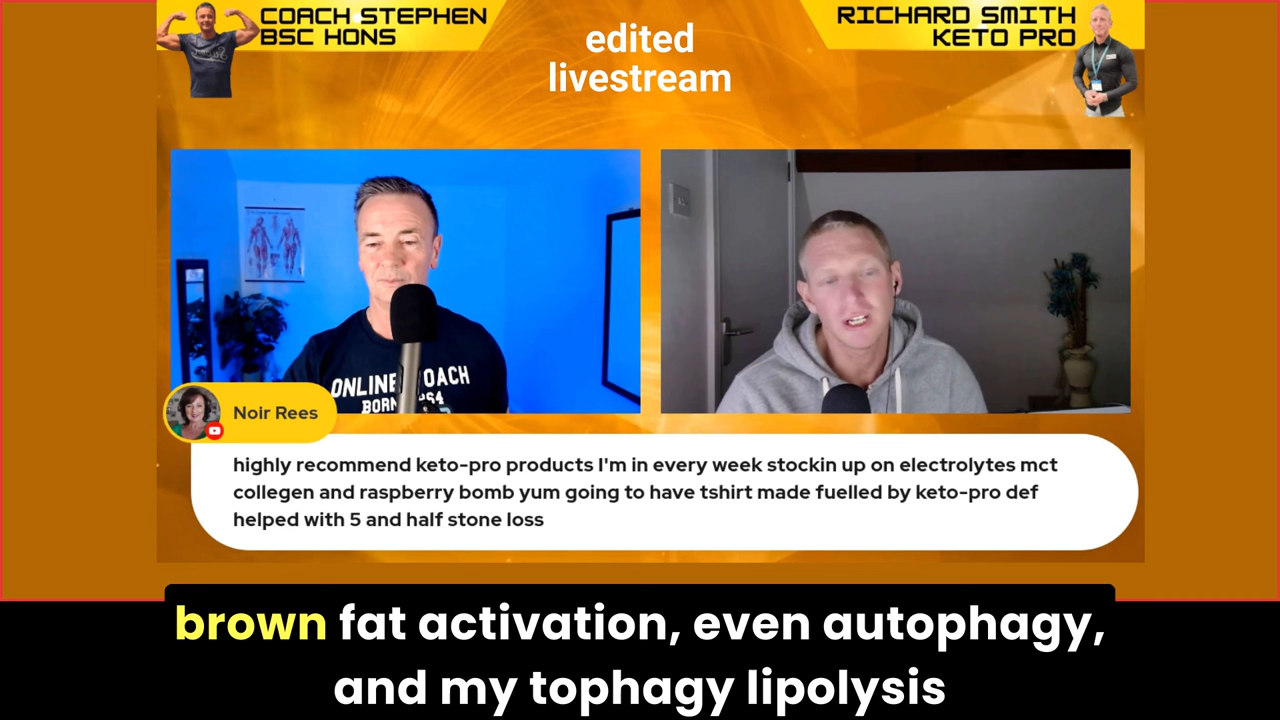 COACH STEPHEN
BSC HONS
edited
livestream
RICHARD SMITH
KETO PRO
ONLINE OACH
BORN
Noir Rees
highly recommend keto-pro products I'm in every week stockin up on electrolytes mct
collegen and raspberry bomb yum going to have tshirt made fuelled by keto-pro def
helped with 5 and half stone loss
brown fat activation, even autophagy,
and my tophagy lipolysis